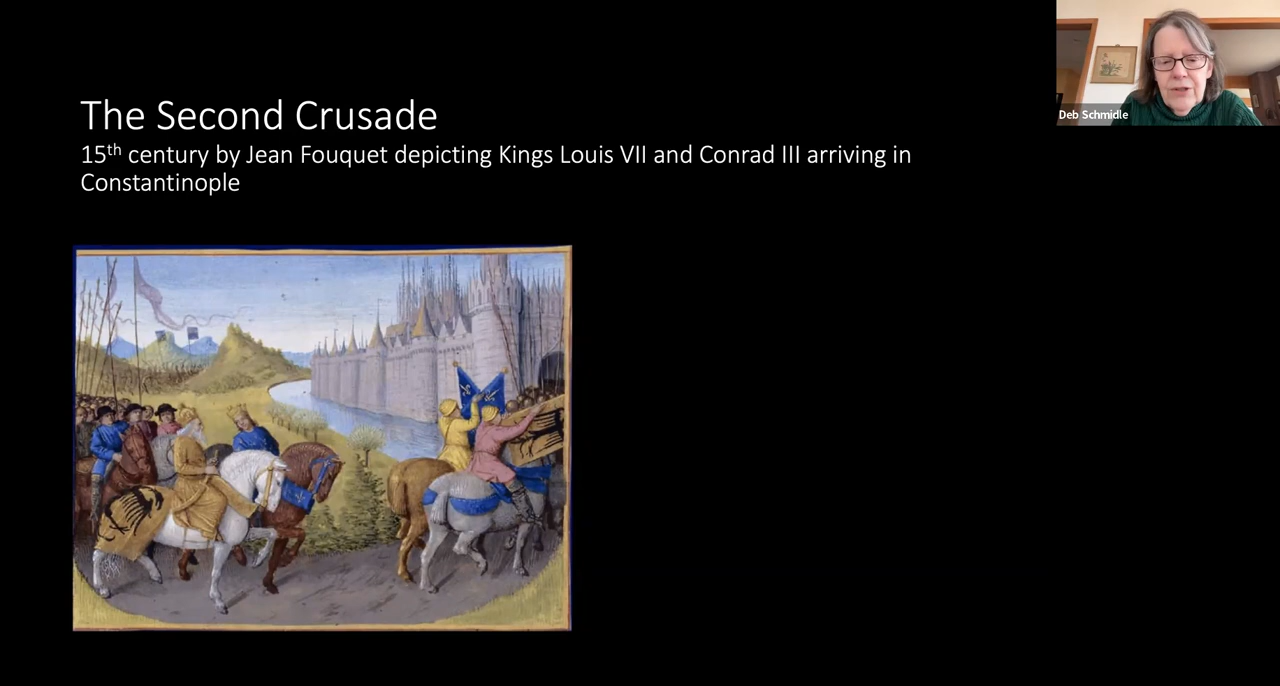 The Second Crusade
15th century by Jean Fouquet depicting Kings Louis VII and Conrad III arriving in
Constantinople
Deb Schmidle